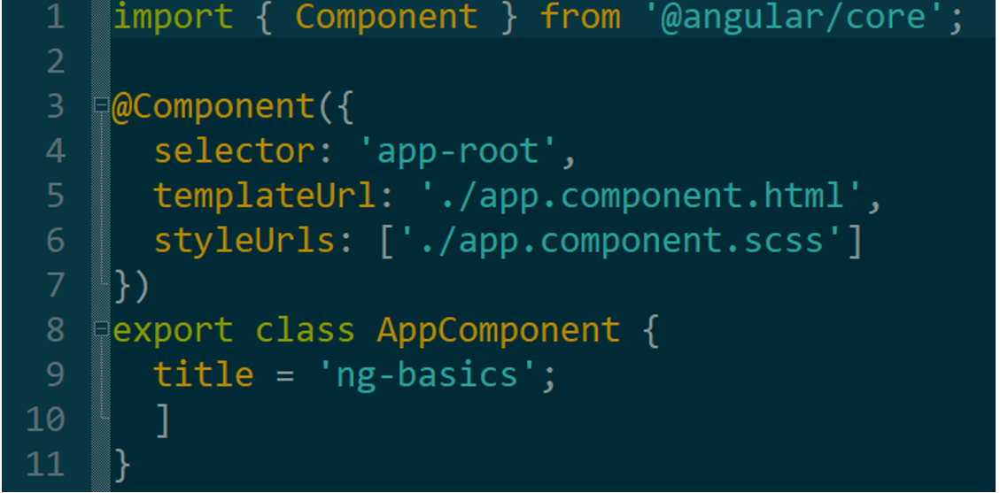 1 import { Component } from '@angular/core';
2
3 @Component({
4   selector: 'app-root',
5   templateUrl: './app.component.html',
6   styleUrls: ['./app.component.scss']
7 })
8 export class AppComponent {
9   title = 'ng-basics';
10   ]
11 }